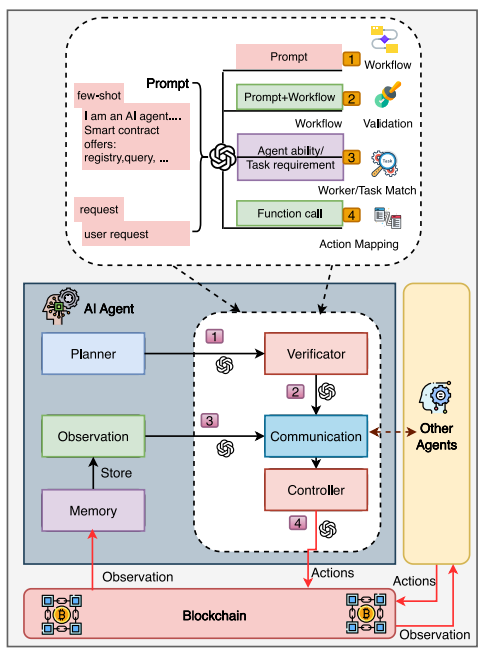 Prompt
1
Workflow
Prompt
few-shot
I am an AI agent....
Smart contract
offers:
registry,query, ...
Prompt+Workflow
2
Workflow
Validation
Agent ability/
Task requirement
3
Task
Worker/Task Match
request
user request
Function call
4
Action Mapping
AI Agent
Planner
1
Verificator
2
Observation
3
Communication
Other
Agents
Store
Memory
Controller
4
Observation
Actions
Actions
Blockchain
Observation